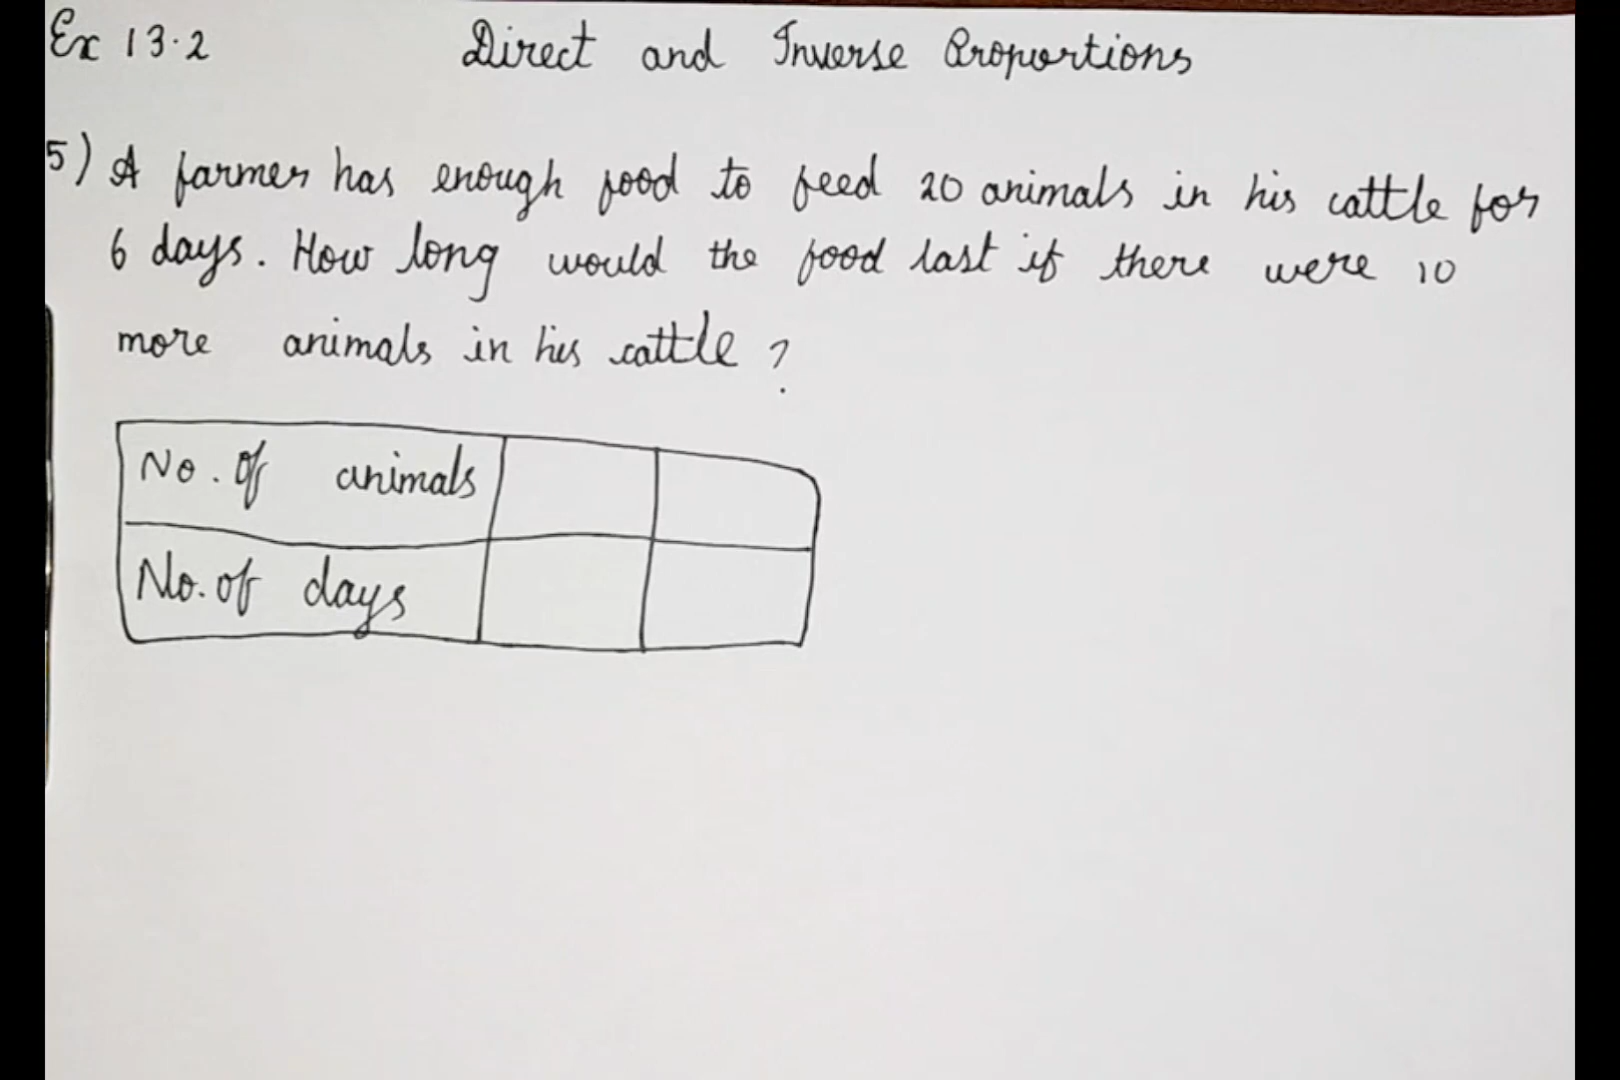 Ex 13.2 Direct and Inverse Proportions
5) A farmer has enough food to feed 20 animals in his cattle for
6 days. How long would the food last if there were 10
more animals in his cattle ?
No. of animals
No. of days